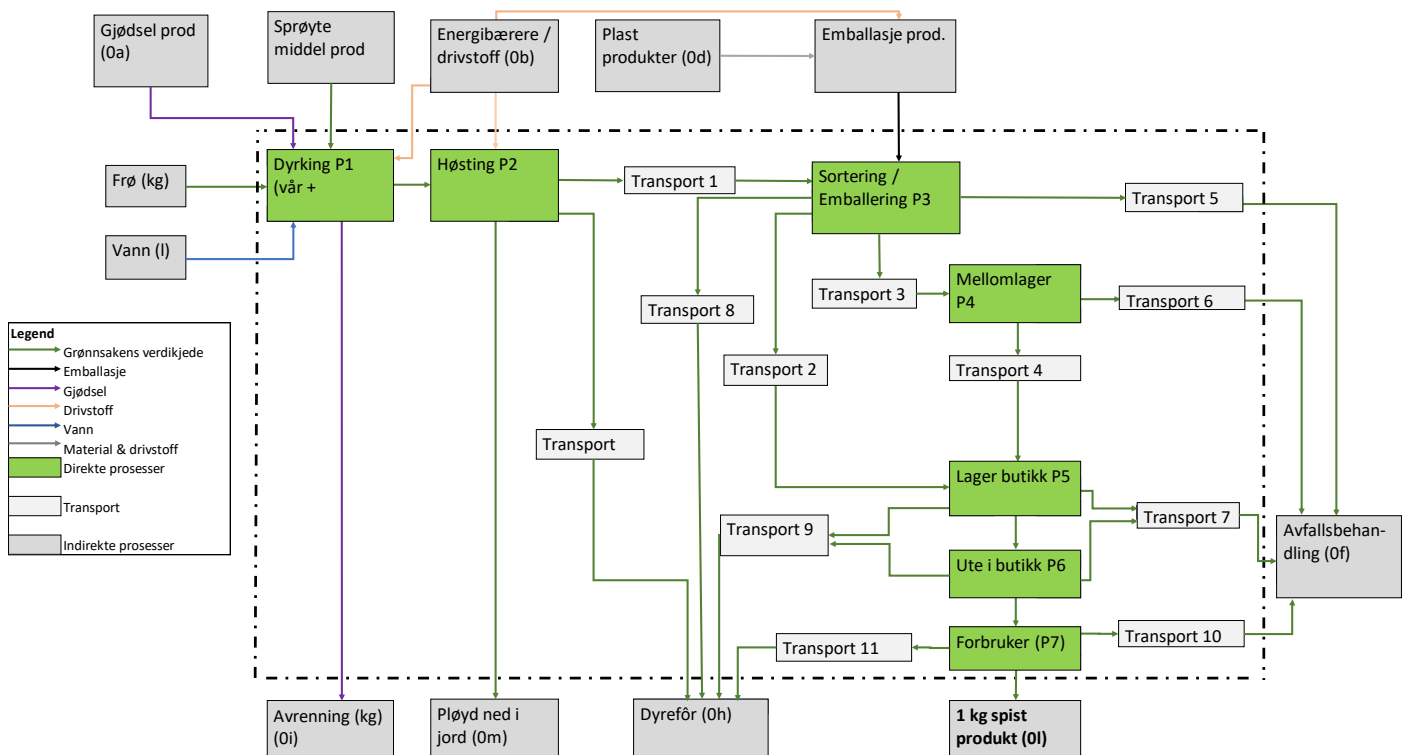 Gjødsel prod
(0a)
Sprøyte
middel prod
Energibærere /
drivstoff (0b)
Plast
produkter (0d)
Emballasje prod.
Frø (kg)
Dyrking P1
(vår +
Høsting P2
Transport 1
Sortering /
Emballering P3
Transport 5
Vann (l)
Transport 3
Mellomlager
P4
Transport 6
Transport 8
Legend
Grønnsakens verdikjede
Emballasje
Gjødsel
Drivstoff
Vann
Material & drivstoff
Direkte prosesser
Transport
Indirekte prosesser
Transport 2
Transport 4
Transport
Lager butikk P5
Transport 9
Transport 7
Avfallsbehan-
dling (0f)
Ute i butikk P6
Forbruker (P7)
Transport 10
Transport 11
Avrenning (kg)
(0i)
Pløyd ned i
jord (0m)
Dyrefôr (0h)
1 kg spist
produkt (0l)